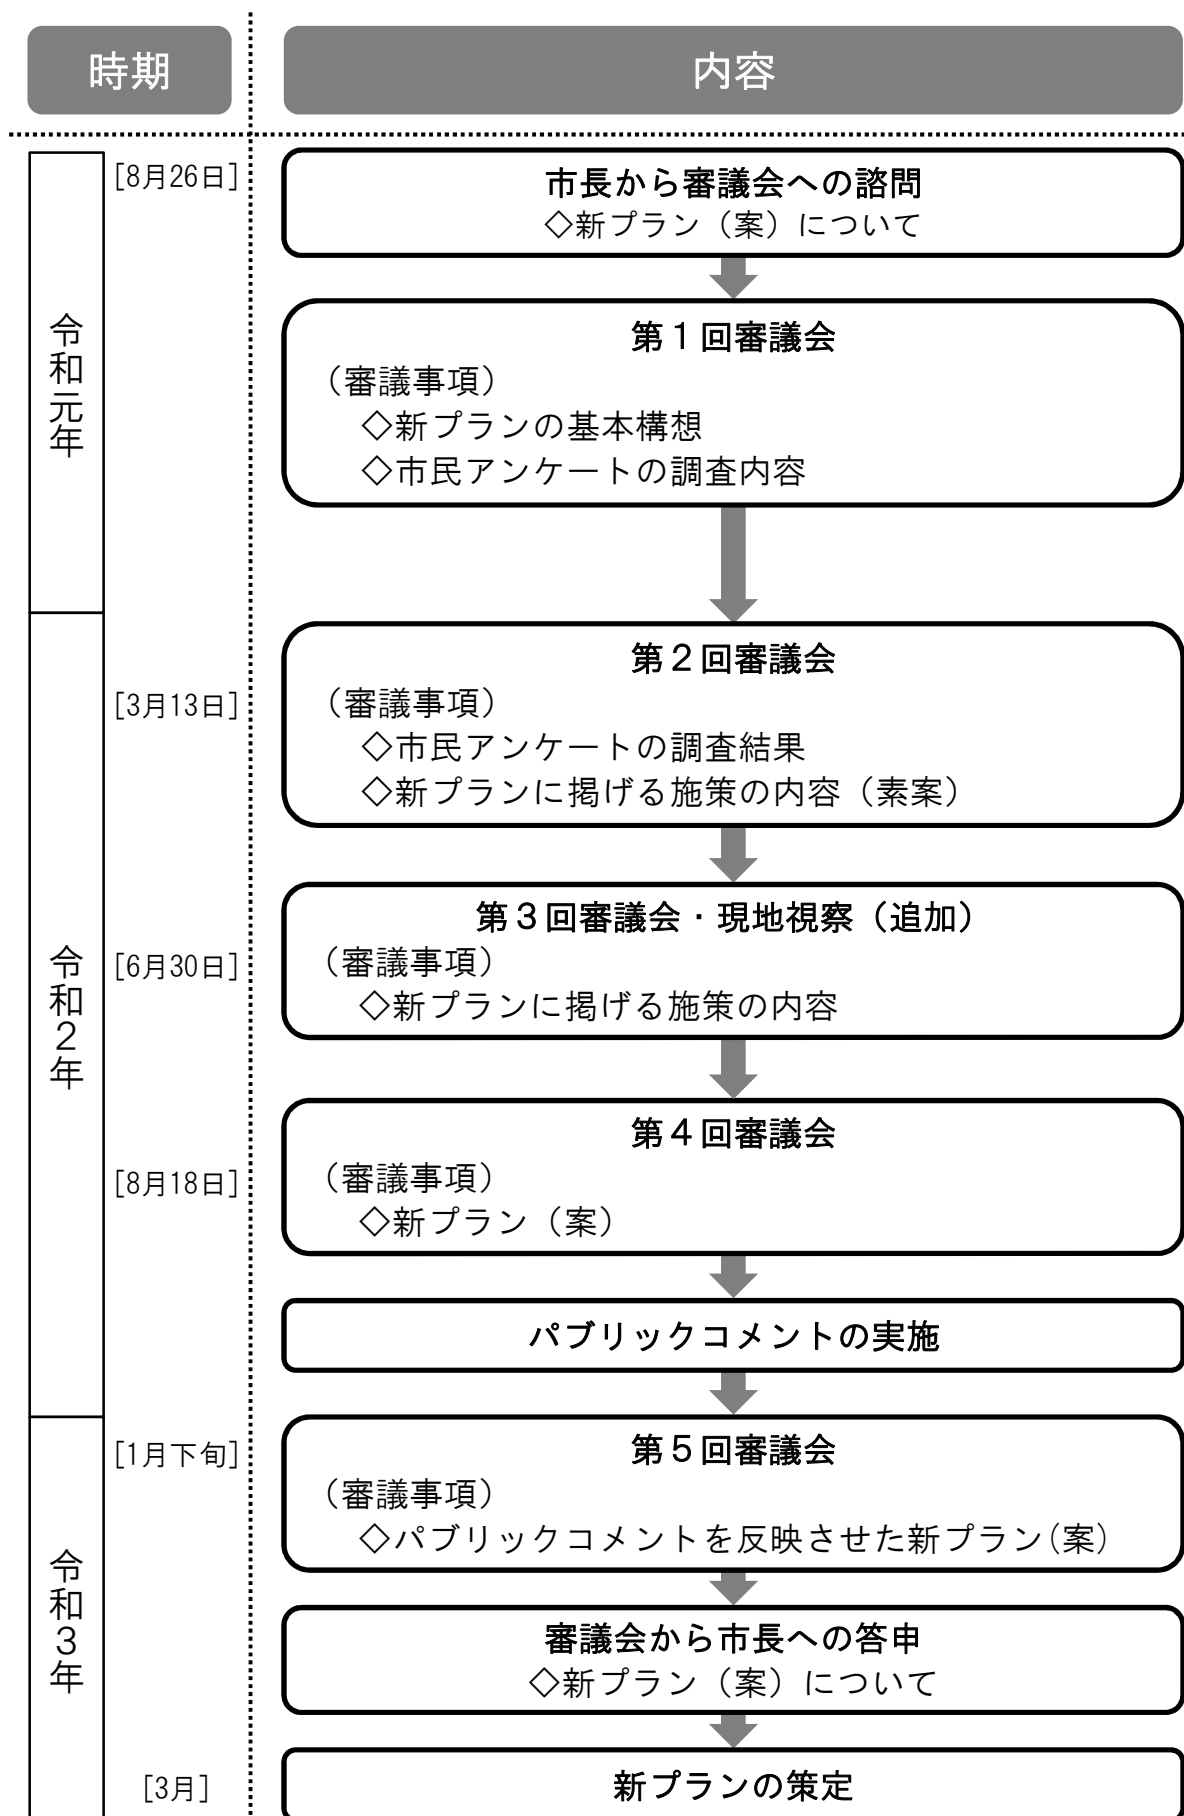 時期
内容
令和元年
[8月26日]
市長から審議会への諮問
◇新プラン（案）について
第１回審議会
（審議事項）
◇新プランの基本構想
◇市民アンケートの調査内容
令和２年
[3月13日]
第２回審議会
（審議事項）
◇市民アンケートの調査結果
◇新プランに掲げる施策の内容（素案）
[6月30日]
第３回審議会・現地視察（追加）
（審議事項）
◇新プランに掲げる施策の内容
[8月18日]
第４回審議会
（審議事項）
◇新プラン（案）
パブリックコメントの実施
令和３年
[1月下旬]
第５回審議会
（審議事項）
◇パブリックコメントを反映させた新プラン(案)
審議会から市長への答申
◇新プラン（案）について
[3月]
新プランの策定